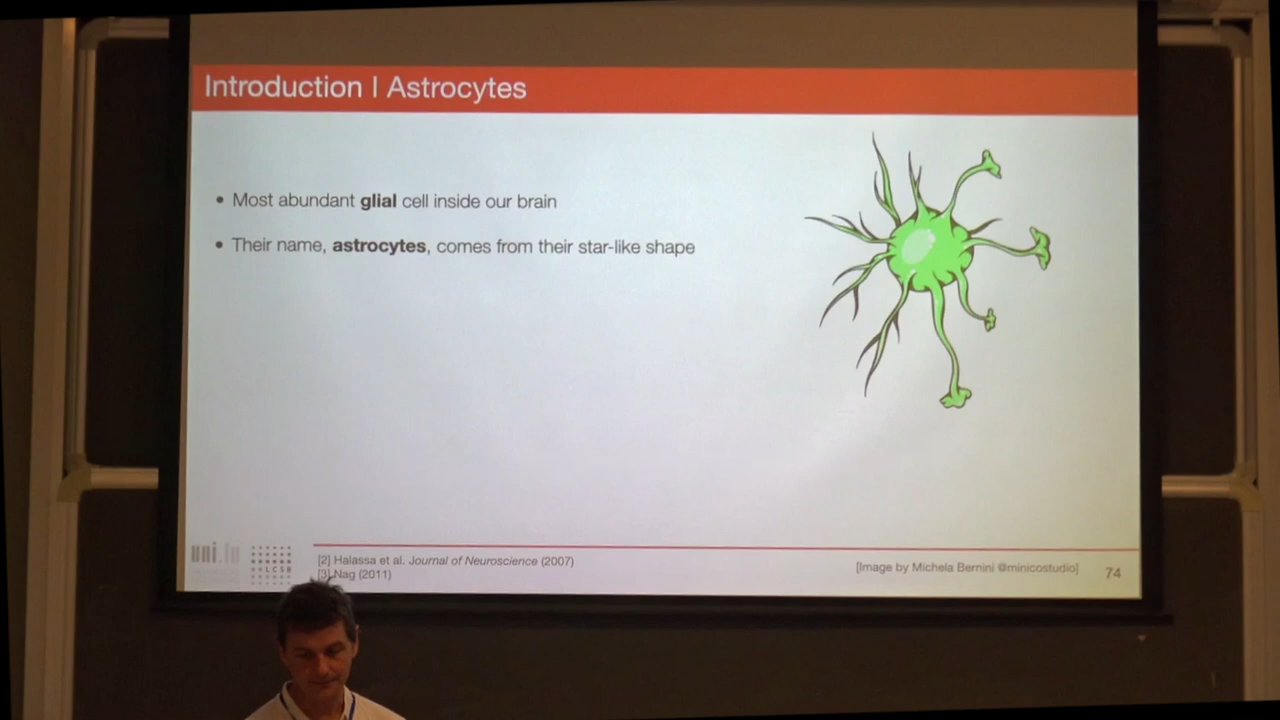 Introduction | Astrocytes
• Most abundant glial cell inside our brain
• Their name, astrocytes, comes from their star-like shape
uni.lu
LCSB
[2] Halassa et al. Journal of Neuroscience (2007)
[3] Nag (2011)
[Image by Michela Bernini @minicostudio]
74